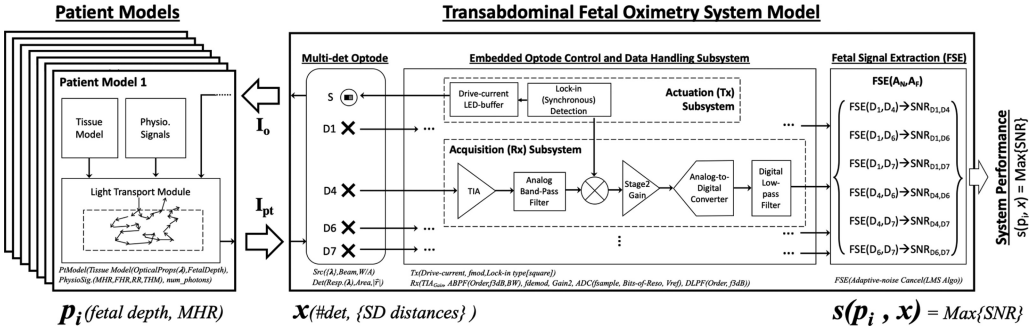 Patient Models
Transabdominal Fetal Oximetry System Model
Patient Model 1
Tissue
Model
Physio.
Signals
Light Transport Module
PtModel(Tissue Model(OpticalProps(λ),FetalDepth),
PhysioSig.(MHR,FHR,RR,THM), num_photons)
I₀
Iₚₜ
Multi-det Optode
S
D1
D4
D6
D7
Src({λ},Beam,W/A)
Det(Resp.(λ),Area,|r̅ᵢ|)
Embedded Optode Control and Data Handling Subsystem
Drive-current
LED-buffer
Lock-in
(Synchronous)
Detection
Actuation (Tx)
Subsystem
...
...
Acquisition (Rx) Subsystem
TIA
Analog
Band-Pass
Filter
Stage2
Gain
Analog-to-
Digital
Converter
Digital
Low-
pass
Filter
...
...
...
...
...
Tx(Drive-current, fmod,Lock-in type[square])
Rx(TIA_Gain, ABPF(Order,f3dB,BW), fdemod, Gain2, ADC(fsample, Bits-of-Reso, Vref), DLPF(Order, f3dB))
Fetal Signal Extraction (FSE)
FSE(A_N,A_F)
FSE(D₁,D₄)→SNR_D1,D4
FSE(D₁,D₆)→SNR_D1,D6
FSE(D₁,D₇)→SNR_D1,D7
FSE(D₄,D₆)→SNR_D4,D6
FSE(D₄,D₇)→SNR_D4,D7
FSE(D₆,D₇)→SNR_D6,D7
FSE(Adaptive-noise Cancel(LMS Algo))
System Performance
s(pᵢ, x) = Max{SNR}
pᵢ(fetal depth, MHR)
x(#det, {SD distances} )
s(pᵢ , x) = Max{SNR}